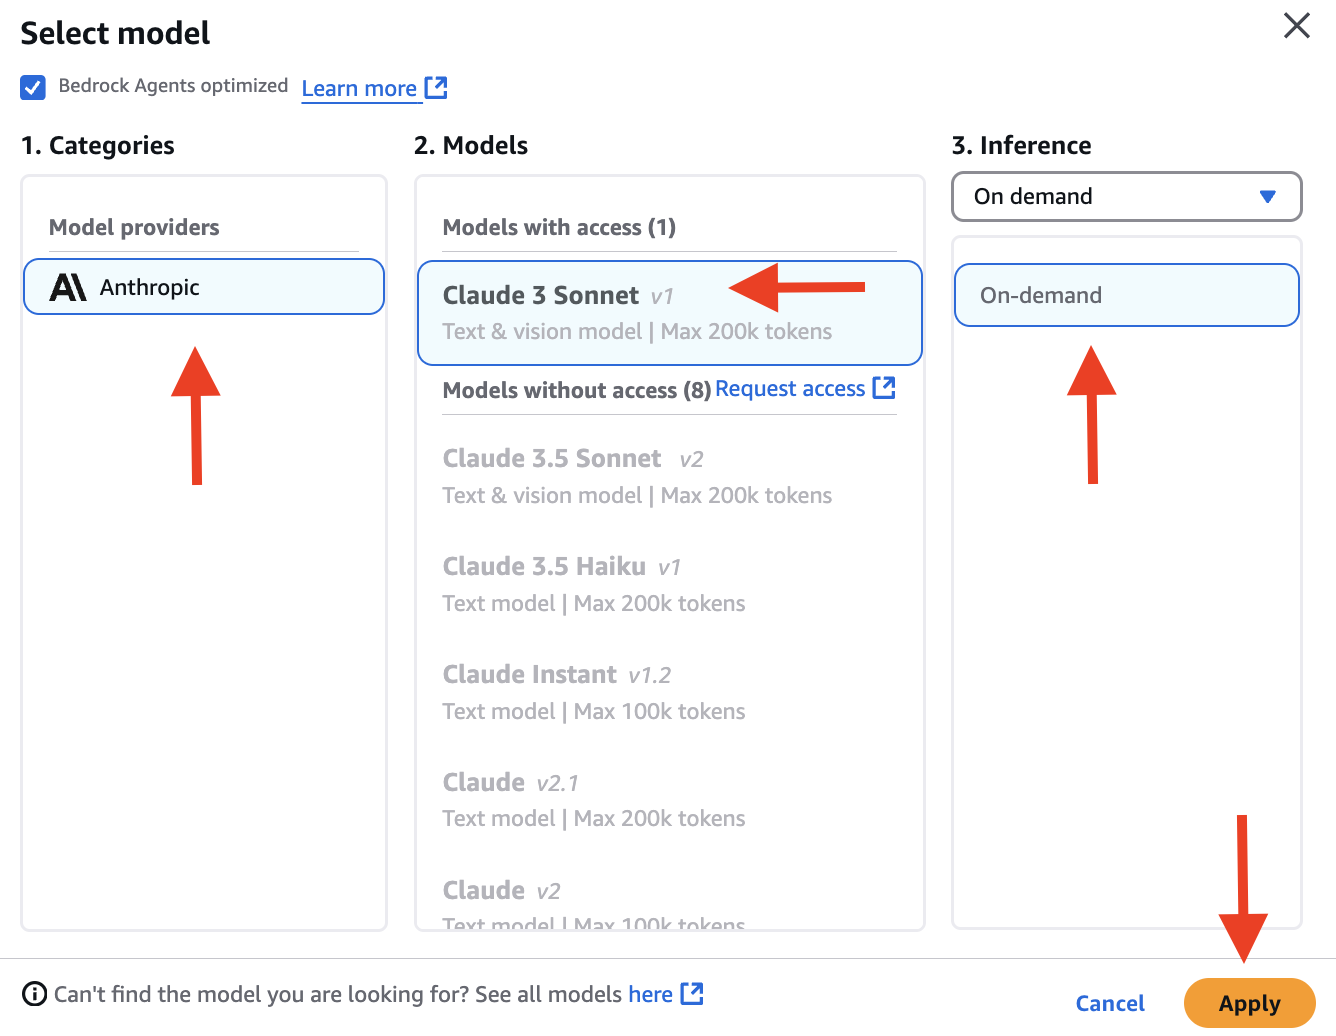 Select model
Bedrock Agents optimized Learn more
1. Categories
Model providers
Anthropic
2. Models
Models with access (1)
Claude 3 Sonnet v1
Text & vision model | Max 200k tokens
Models without access (8) Request access
Claude 3.5 Sonnet v2
Text & vision model | Max 200k tokens
Claude 3.5 Haiku v1
Text model | Max 200k tokens
Claude Instant v1.2
Text model | Max 100k tokens
Claude v2.1
Text model | Max 200k tokens
Claude v2
Text model | Max 100k tokens
3. Inference
On demand
On-demand
Can't find the model you are looking for? See all models here
Cancel
Apply